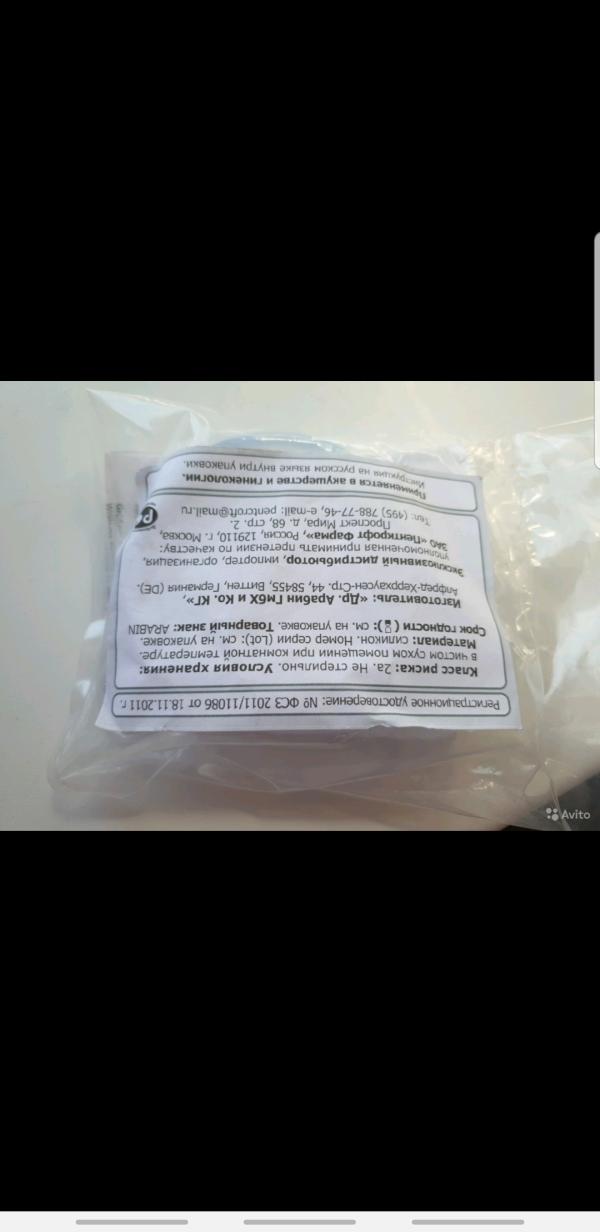 Регистрационное удостоверение: № ФСЗ 2011/11086 от 18.11.2011 г.
Класс риска: 2а. Не стерильно. Условия хранения:
в чистом сухом помещении при комнатной температуре.
Материал: силикон. Номер серии (Lot): см. на упаковке.
Срок годности (⌛): см. на упаковке. Товарный знак: ARABIN
Изготовитель: «Др. Арабин ГмбХ и Ко. КГ»,
Алфред-Херрхаусен-Стр. 44, 58455, Виттен, Германия (DE).
Эксклюзивный дистрибьютор, импортер, организация,
уполномоченная принимать претензии по качеству:
ЗАО «Пенткрофт Фарма», Россия, 129110, г. Москва,
Проспект Мира, д. 68, стр. 2.
Тел: (495) 788-77-46, e-mail: pentcroft@mail.ru
Применяется в акушерстве и гинекологии.
Инструкция на русском языке внутри упаковки.
Avito